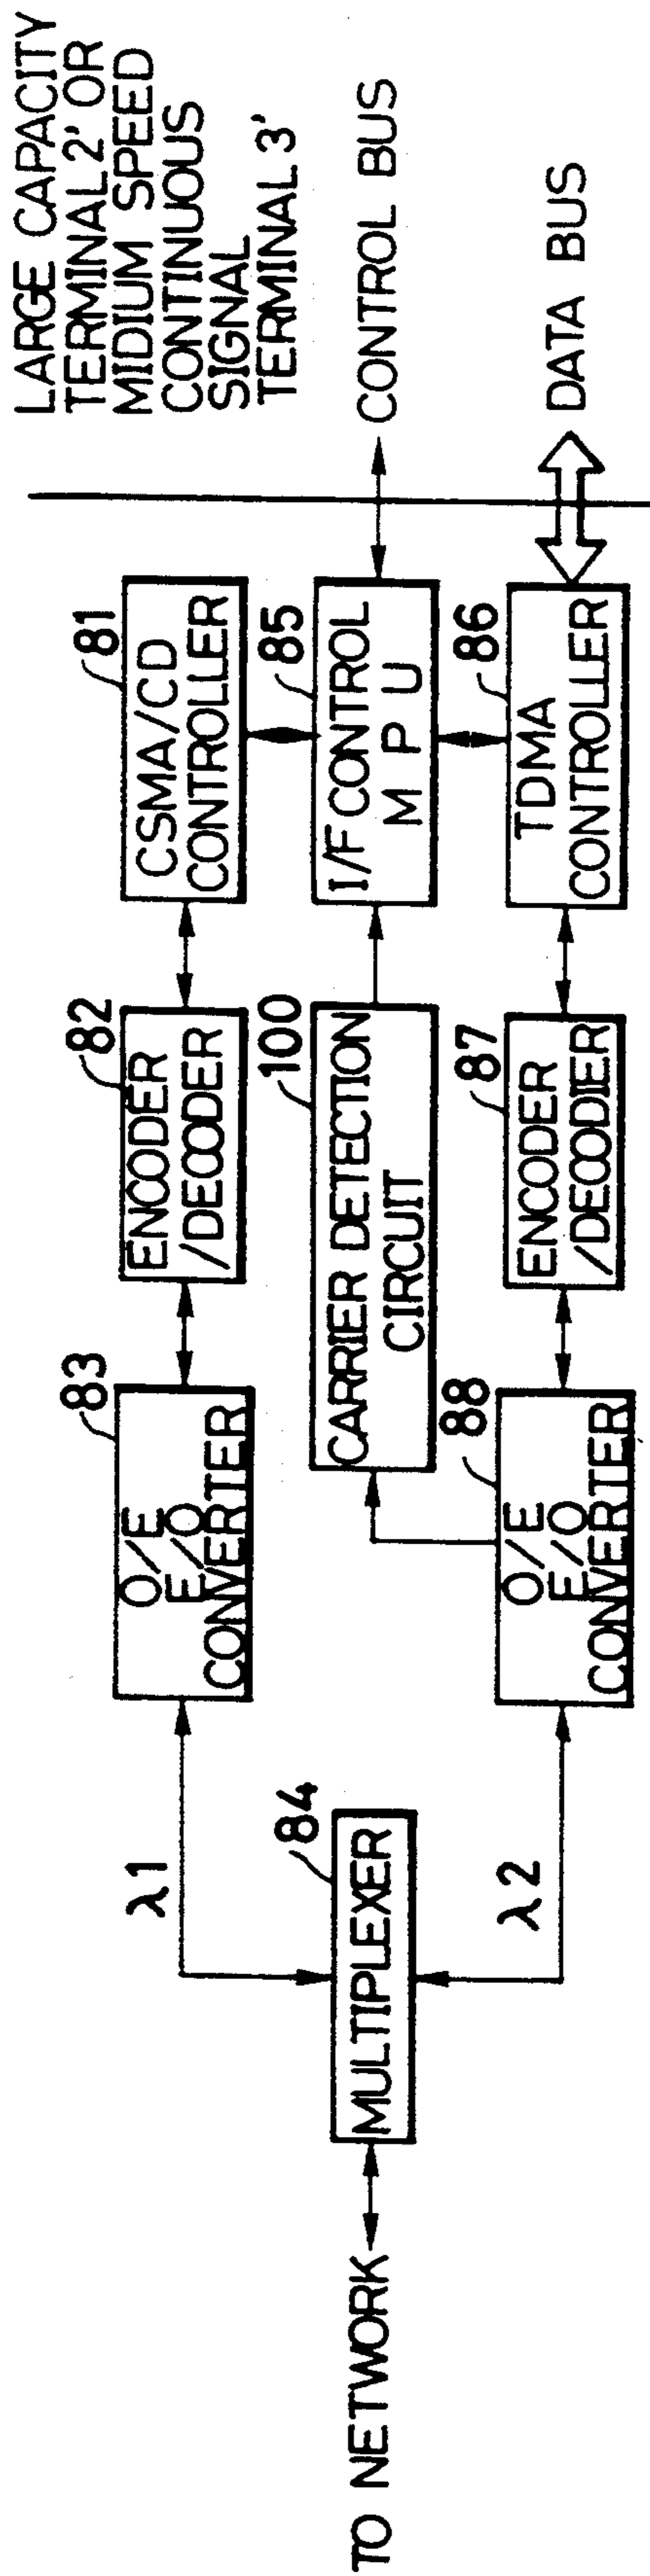 LARGE CAPACITY
TERMINAL 2' OR
MIDIUM SPEED
CONTINUOUS
SIGNAL
TERMINAL 3'
81
CSMA/CD
CONTROLLER
82
ENCODER
/DECODER
83
O/E
E/O
CONVERTER
λ1
CONTROL BUS
85
I/F CONTROL
M P U
100
CARRIER DETECTION
CIRCUIT
84
MULTIPLEXER
TO NETWORK
DATA BUS
86
TDMA
CONTROLLER
87
ENCODER
/DECODIER
88
O/E
E/O
CONVERTER
λ2